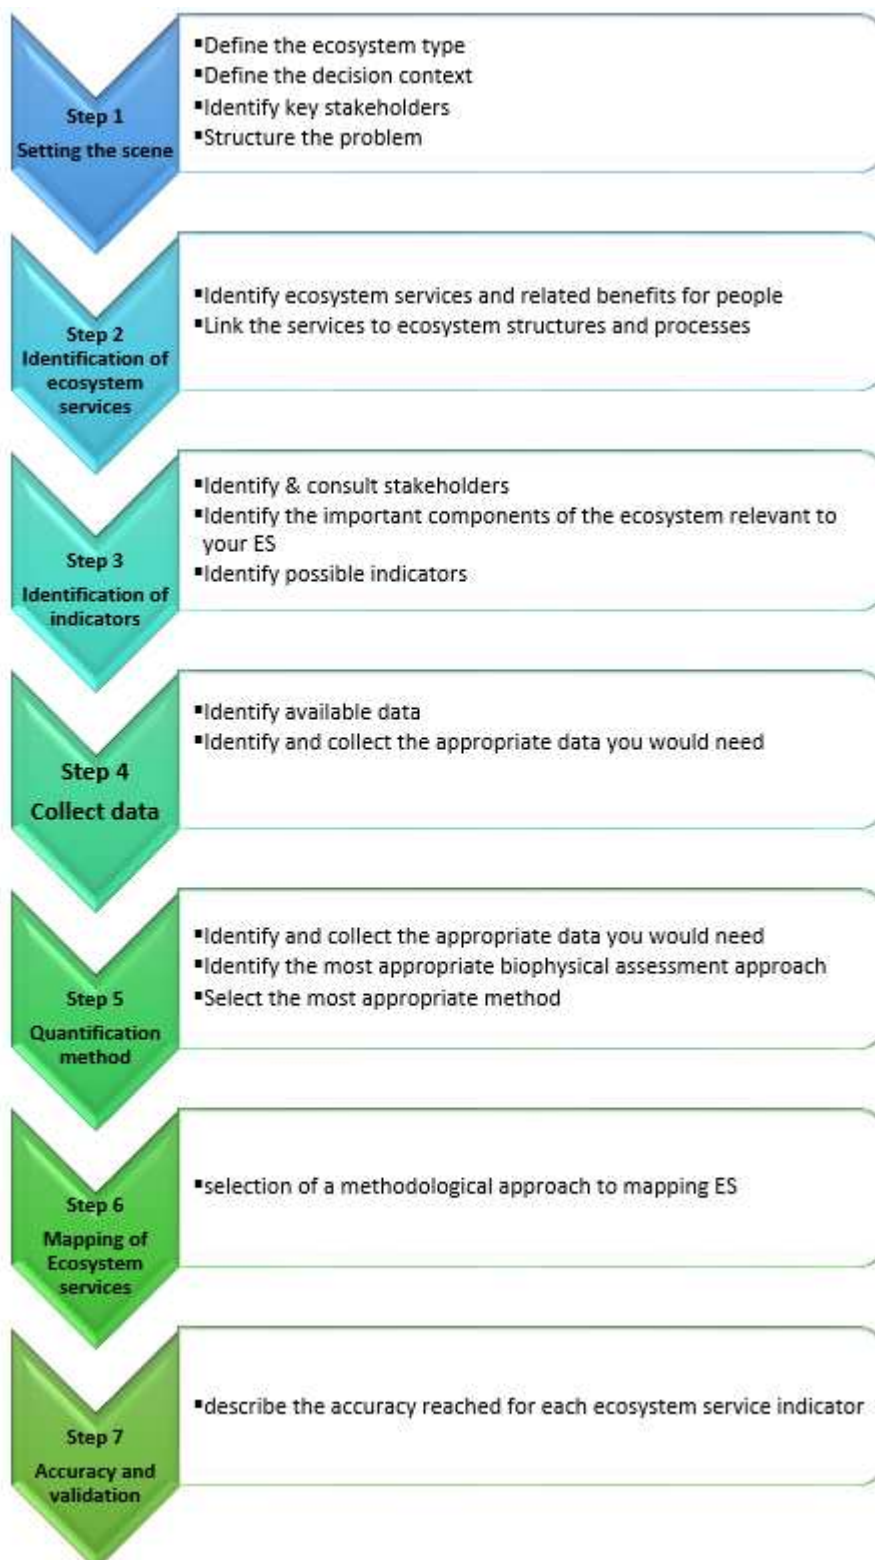 Step 1
Setting the scene
▪Define the ecosystem type
▪Define the decision context
▪Identify key stakeholders
▪Structure the problem
Step 2
Identification of
ecosystem
services
▪Identify ecosystem services and related benefits for people
▪Link the services to ecosystem structures and processes
Step 3
Identification of
indicators
▪Identify & consult stakeholders
▪Identify the important components of the ecosystem relevant to
your ES
▪Identify possible indicators
Step 4
Collect data
▪Identify available data
▪Identify and collect the appropriate data you would need
Step 5
Quantification
method
▪Identify and collect the appropriate data you would need
▪Identify the most appropriate biophysical assessment approach
▪Select the most appropriate method
Step 6
Mapping of
Ecosystem
services
▪selection of a methodological approach to mapping ES
Step 7
Accuracy and
validation
▪describe the accuracy reached for each ecosystem service indicator